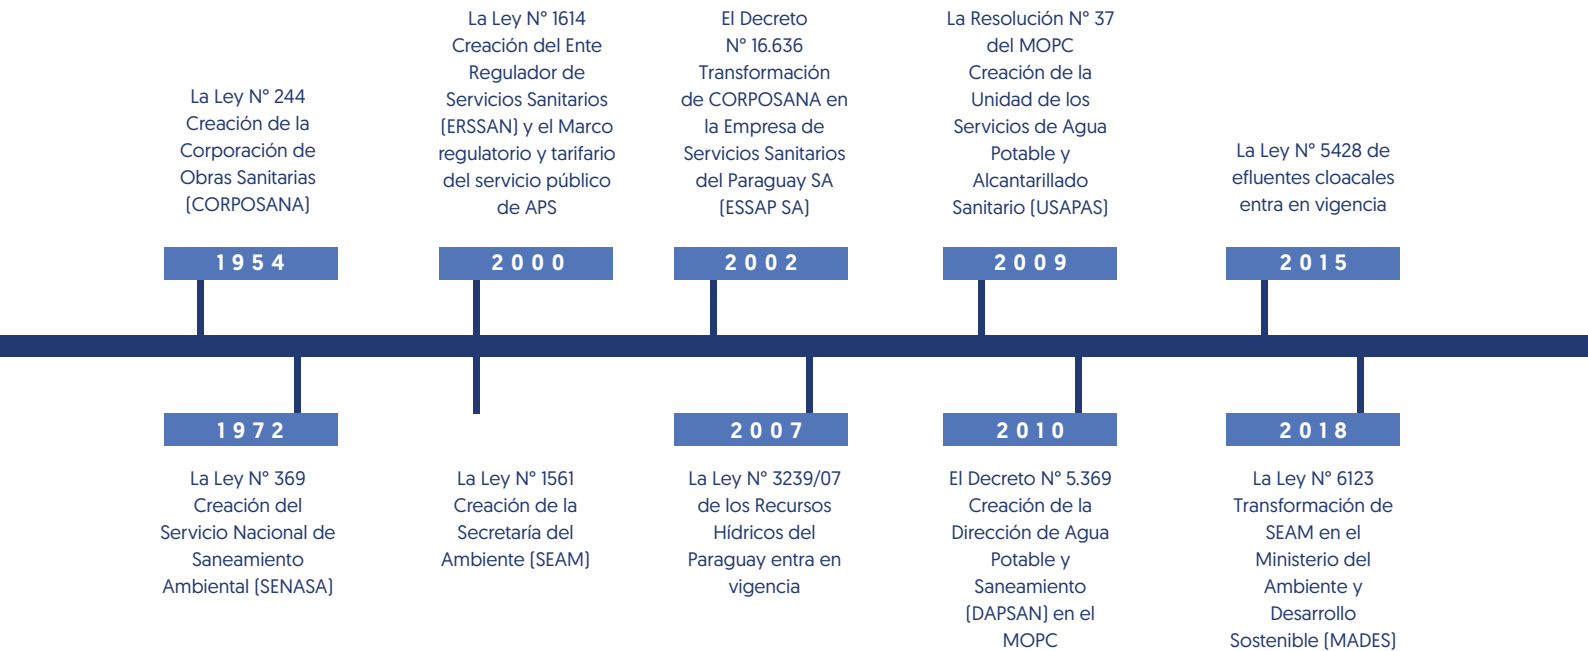 La Ley N° 244
Creación de la
Corporación de
Obras Sanitarias
(CORPOSANA)
1954
La Ley N° 1614
Creación del Ente
Regulador de
Servicios Sanitarios
(ERSSAN) y el Marco
regulatorio y tarifario
del servicio público
de APS
2000
El Decreto
N° 16.636
Transformación
de CORPOSANA en
la Empresa de
Servicios Sanitarios
del Paraguay SA
(ESSAP SA)
2002
La Resolución N° 37
del MOPC
Creación de la
Unidad de los
Servicios de Agua
Potable y
Alcantarillado
Sanitario (USAPAS)
2009
La Ley N° 5428 de
efluentes cloacales
entra en vigencia
2015
1972
La Ley N° 369
Creación del
Servicio Nacional de
Saneamiento
Ambiental (SENASA)
La Ley N° 1561
Creación de la
Secretaría del
Ambiente (SEAM)
2007
La Ley N° 3239/07
de los Recursos
Hídricos del
Paraguay entra en
vigencia
2010
El Decreto N° 5.369
Creación de la
Dirección de Agua
Potable y
Saneamiento
(DAPSAN) en el
MOPC
2018
La Ley N° 6123
Transformación de
SEAM en el
Ministerio del
Ambiente y
Desarrollo
Sostenible (MADES)